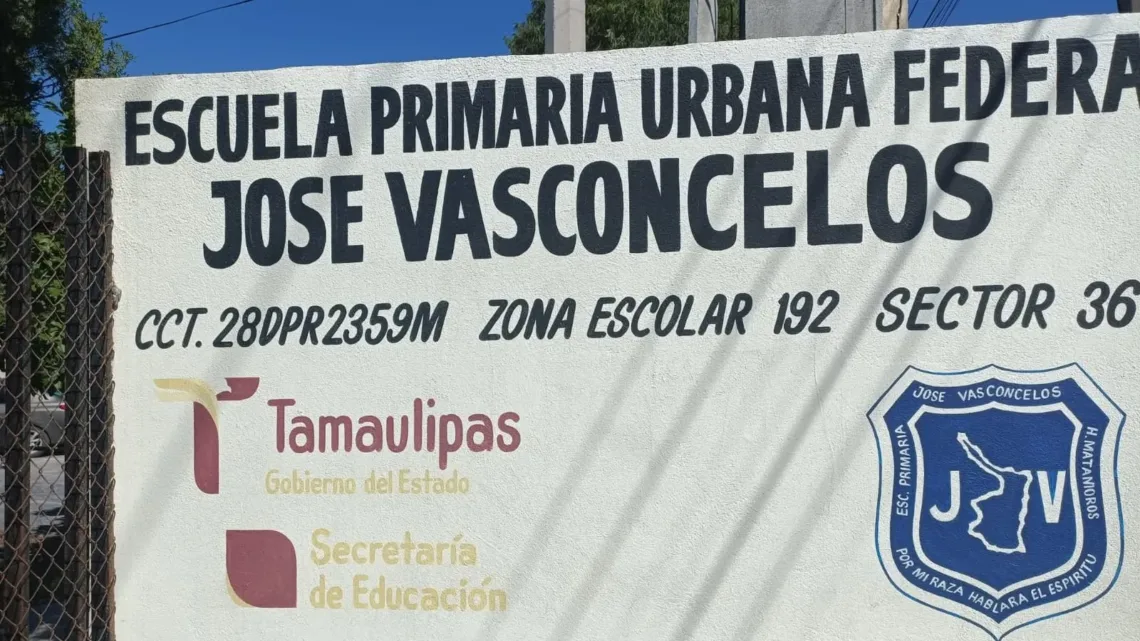 ESCUELA PRIMARIA URBANA FEDERA
JOSE VASCONCELOS
CCT. 28DPR2359M ZONA ESCOLAR 192 SECTOR 36
Tamaulipas
Gobierno del Estado
Secretaría
de Educación
JOSE VASCONCELOS
ESC. PRIMARIA
H. MATAMOROS
J V
POR MI RAZA HABLARA EL ESPIRITU